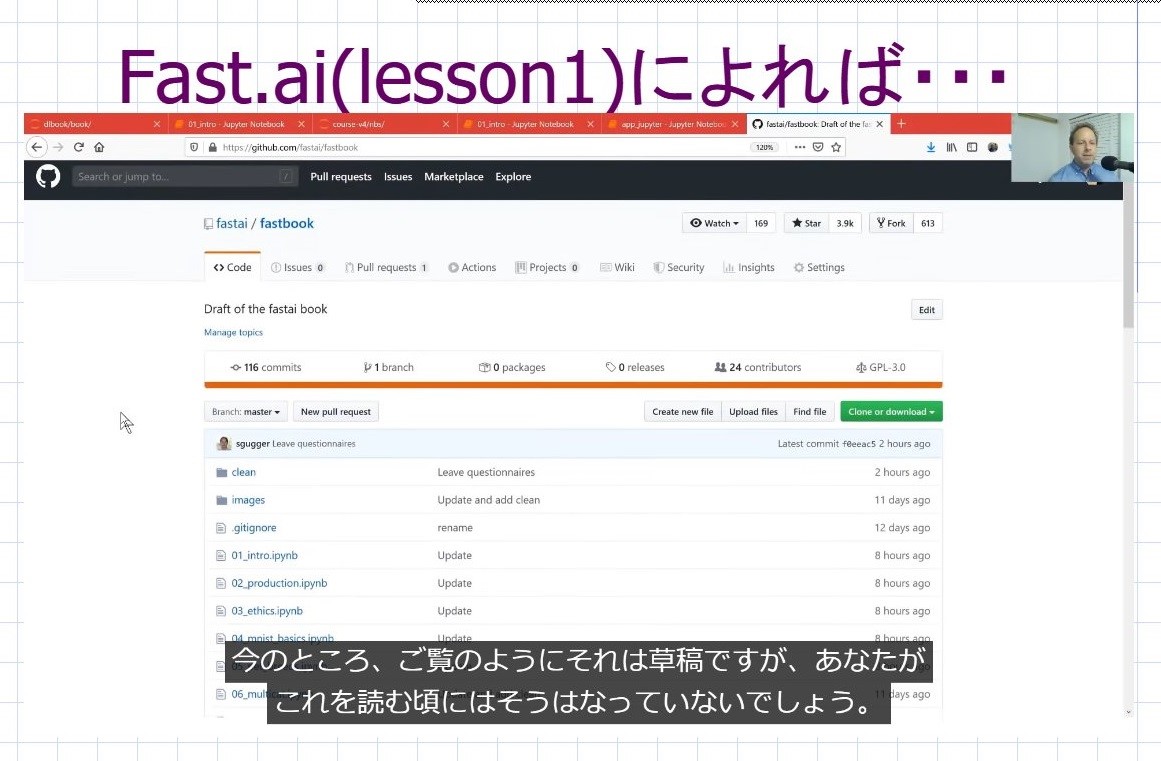 Fast.ai(lesson1)によれば・・・
dlbook/book/ 01_intro - Jupyter Notebook course-v4/nbs/ 01_intro - Jupyter Notebook app_jupyter - Jupyter Notebook fastai/fastbook: Draft of the fas
https://github.com/fastai/fastbook 120%
Search or jump to... / Pull requests Issues Marketplace Explore
fastai / fastbook Watch 169 Star 3.9k Fork 613
Code Issues 0 Pull requests 1 Actions Projects 0 Wiki Security Insights Settings
Draft of the fastai book Edit
Manage topics
116 commits 1 branch 0 packages 0 releases 24 contributors GPL-3.0
Branch: master New pull request Create new file Upload files Find file Clone or download
sgugger Leave questionnaires Latest commit f0eeac5 2 hours ago
clean Leave questionnaires 2 hours ago
images Update and add clean 11 days ago
.gitignore rename 12 days ago
01_intro.ipynb Update 8 hours ago
02_production.ipynb Update 8 hours ago
03_ethics.ipynb Update 8 hours ago
04_mnist_basics.ipynb Update 8 hours ago
今のところ、ご覧のようにそれは草稿ですが、あなたが
06_multic days ago
これを読む頃にはそうはなっていないでしょう。